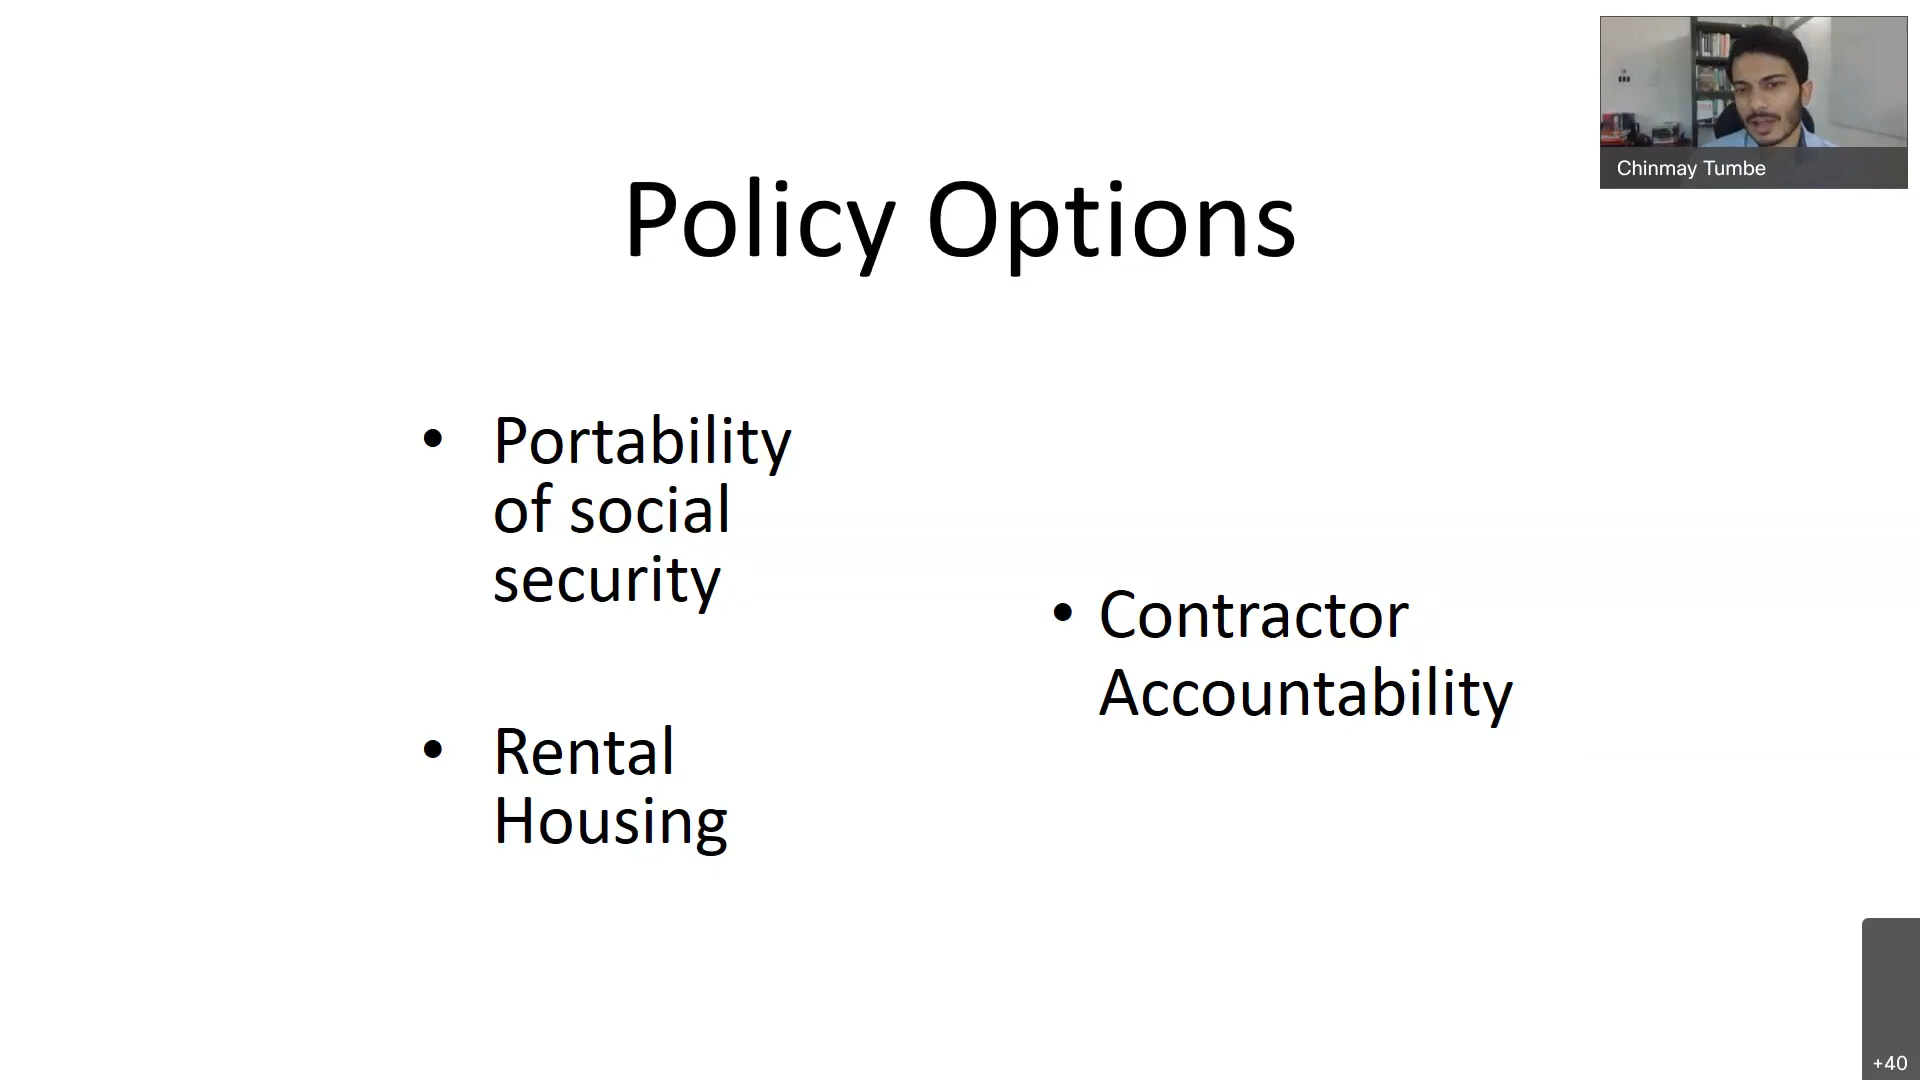 Chinmay Tumbe
Policy Options
• Portability
of social
security
• Rental
Housing
• Contractor
Accountability
+40